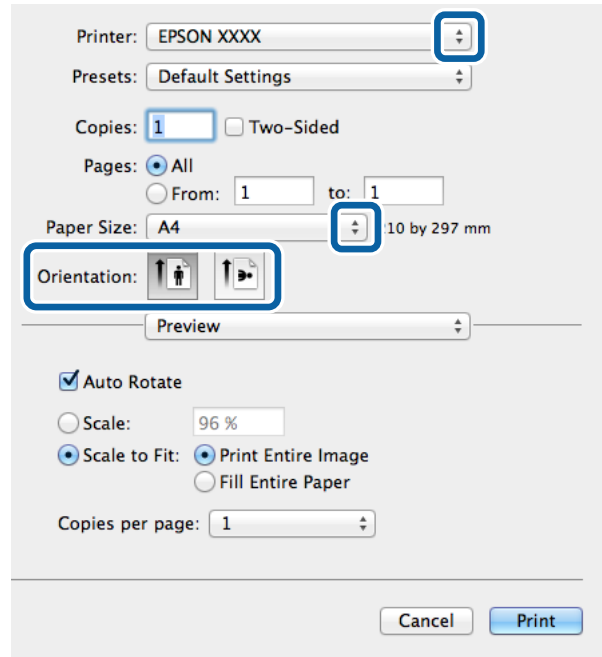 Printer: EPSON XXXX
Presets: Default Settings
Copies: 1 Two-Sided
Pages: All
From: 1 to: 1
Paper Size: A4 10 by 297 mm
Orientation:
Preview
Auto Rotate
Scale: 96 %
Scale to Fit: Print Entire Image
Fill Entire Paper
Copies per page: 1
Cancel Print